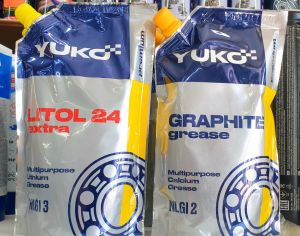 YUKO
premium
LITOL 24
extra
Multipurpose
Lithium
Grease
NLGI 3
YUKO
premium
GRAPHITE
grease
Multipurpose
Calcium
Grease
NLGI 2